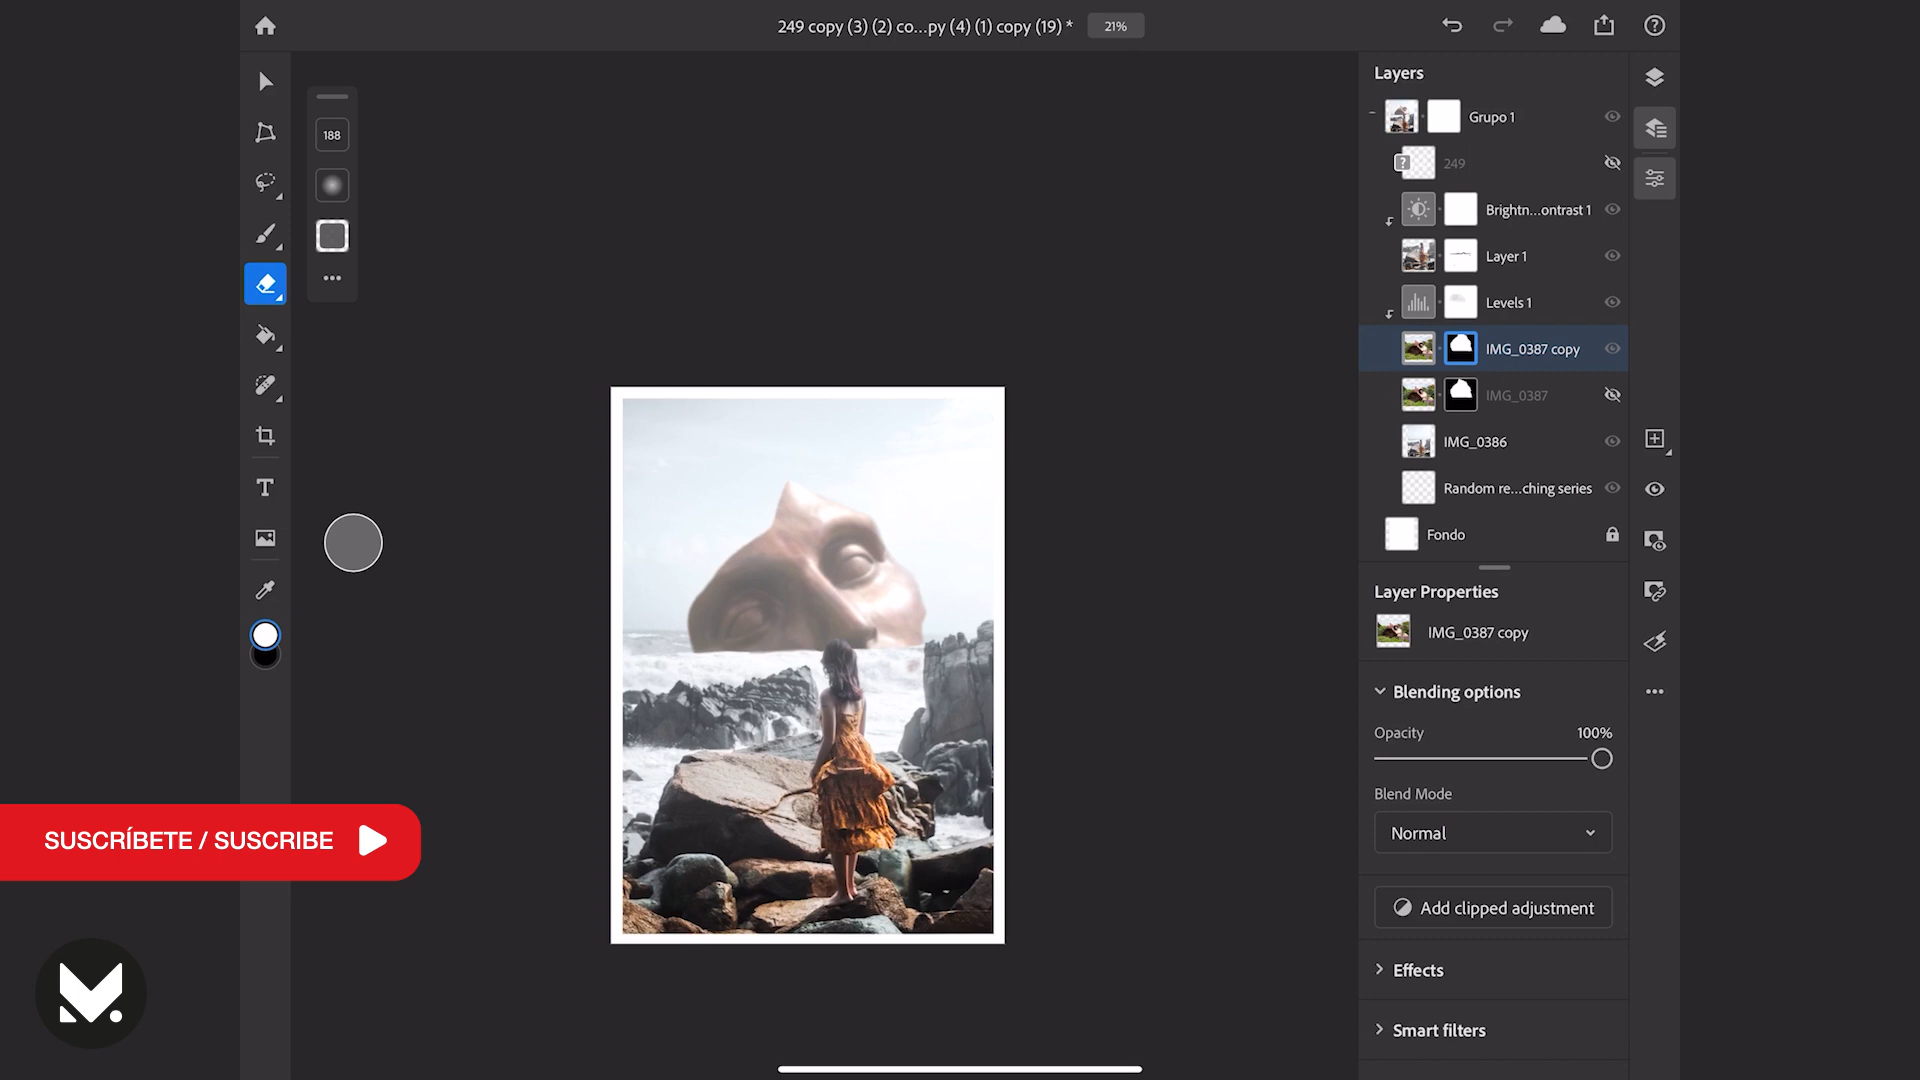 249 copy (3) (2) co...py (4) (1) copy (19) *
21%
188
Layers
Grupo 1
249
Brightn...ontrast 1
Layer 1
Levels 1
IMG_0387 copy
IMG_0387
IMG_0386
Random re...ching series
Fondo
Layer Properties
IMG_0387 copy
Blending options
Opacity
100%
Blend Mode
Normal
Add clipped adjustment
Effects
Smart filters
SUSCRÍBETE / SUSCRIBE